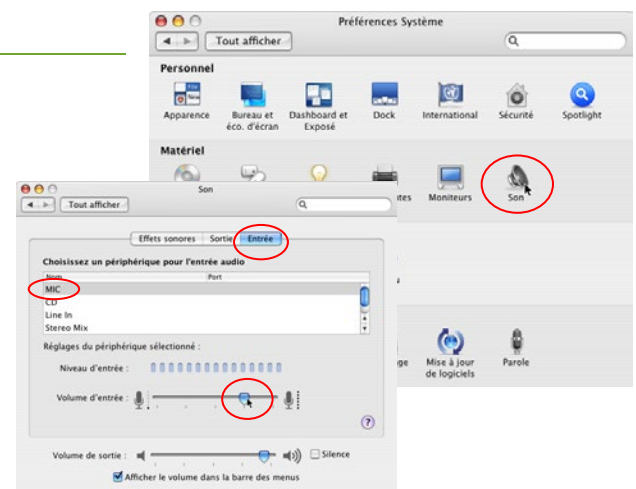 Préférences Système
Tout afficher
Personnel
Apparence
Bureau et
éco. d'écran
Dashboard et
Exposé
Dock
International
Sécurité
Spotlight
Matériel
Moniteurs
Son
Mise à jour
de logiciels
Parole
Son
Tout afficher
Effets sonores
Sortie
Entrée
Choisissez un périphérique pour l'entrée audio
Nom
Port
MIC
CD
Line In
Stereo Mix
Réglages du périphérique sélectionné :
Niveau d'entrée :
Volume d'entrée :
Volume de sortie :
Silence
Afficher le volume dans la barre des menus